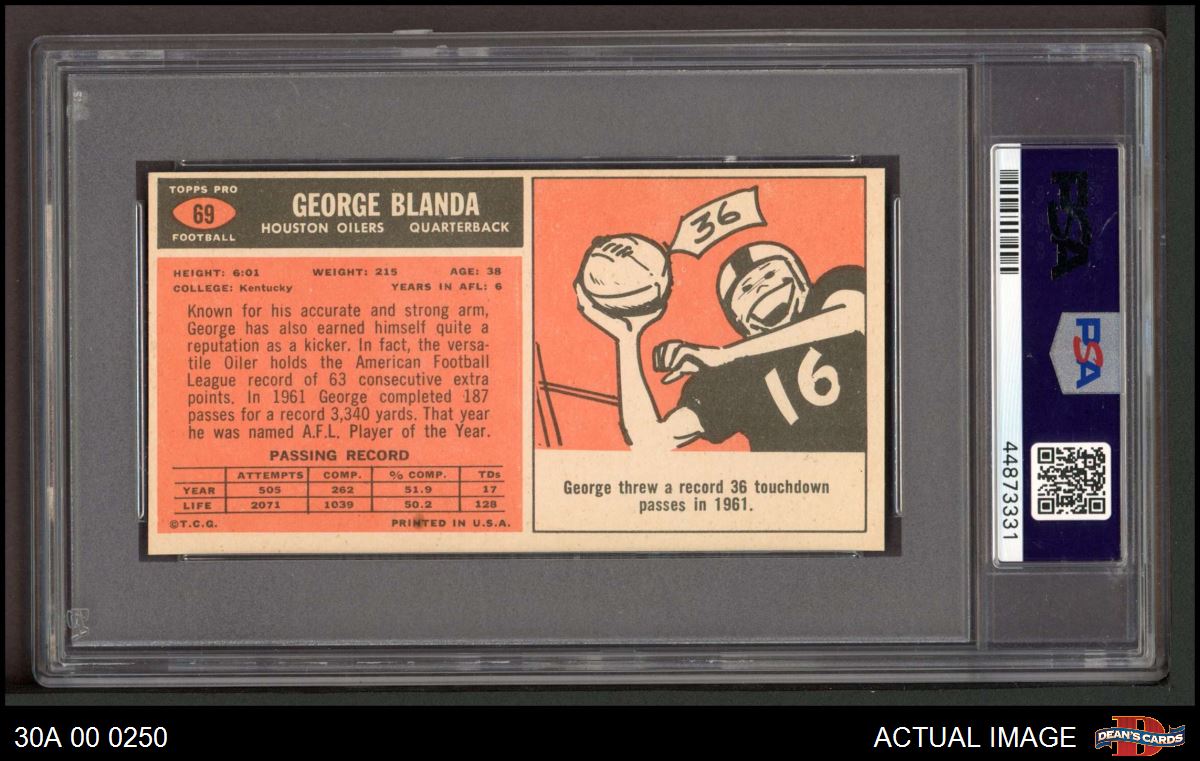 TOPPS PRO
69
FOOTBALL
GEORGE BLANDA
HOUSTON OILERS QUARTERBACK
HEIGHT: 6:01 WEIGHT: 215 AGE: 38
COLLEGE: Kentucky YEARS IN AFL: 6
Known for his accurate and strong arm,
George has also earned himself quite a
reputation as a kicker. In fact, the versa-
tile Oiler holds the American Football
League record of 63 consecutive extra
points. In 1961 George completed 187
passes for a record 3,340 yards. That year
he was named A.F.L. Player of the Year.
PASSING RECORD
ATTEMPTS COMP. % COMP. TDs
YEAR 505 262 51.9 17
LIFE 2071 1039 50.2 128
©T.C.G. PRINTED IN U.S.A.
36
16
George threw a record 36 touchdown
passes in 1961.
PSA
PSA
44873331
30A 00 0250
ACTUAL IMAGE
DEAN'S CARDS